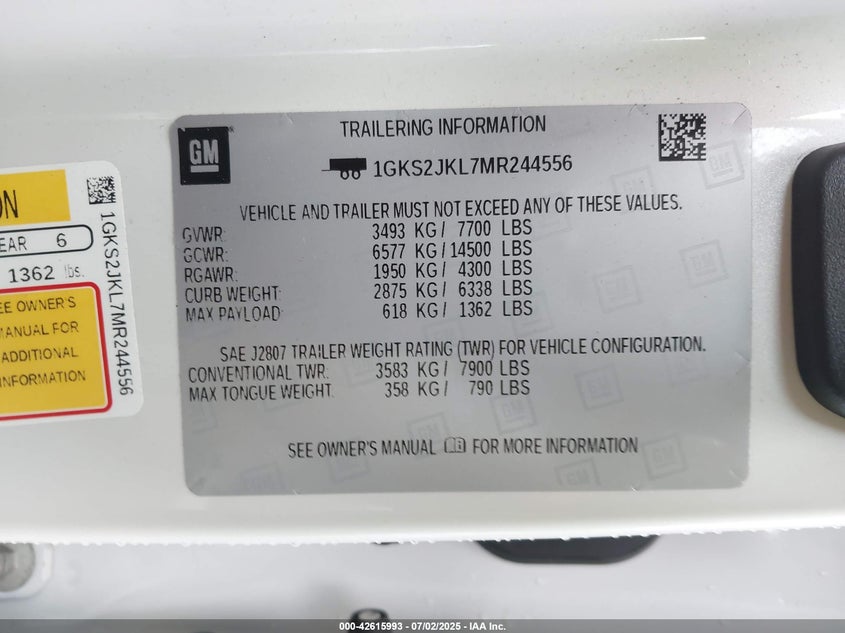 GM
TRAILERING INFORMATION
1GKS2JKL7MR244556
VEHICLE AND TRAILER MUST NOT EXCEED ANY OF THESE VALUES.
GVWR: 3493 KG/ 7700 LBS
GCWR: 6577 KG/ 14500 LBS
RGAWR: 1950 KG/ 4300 LBS
CURB WEIGHT: 2875 KG/ 6338 LBS
MAX PAYLOAD: 618 KG/ 1362 LBS
SAE J2807 TRAILER WEIGHT RATING (TWR) FOR VEHICLE CONFIGURATION.
CONVENTIONAL TWR: 3583 KG/ 7900 LBS
MAX TONGUE WEIGHT: 358 KG/ 790 LBS
SEE OWNER'S MANUAL FOR MORE INFORMATION
ON
EAR 6
1362 lbs.
EE OWNER'S
MANUAL FOR
ADDITIONAL
INFORMATION
1GKS2JKL7MR244556
000-42615993 - 07/02/2025 - IAA Inc.